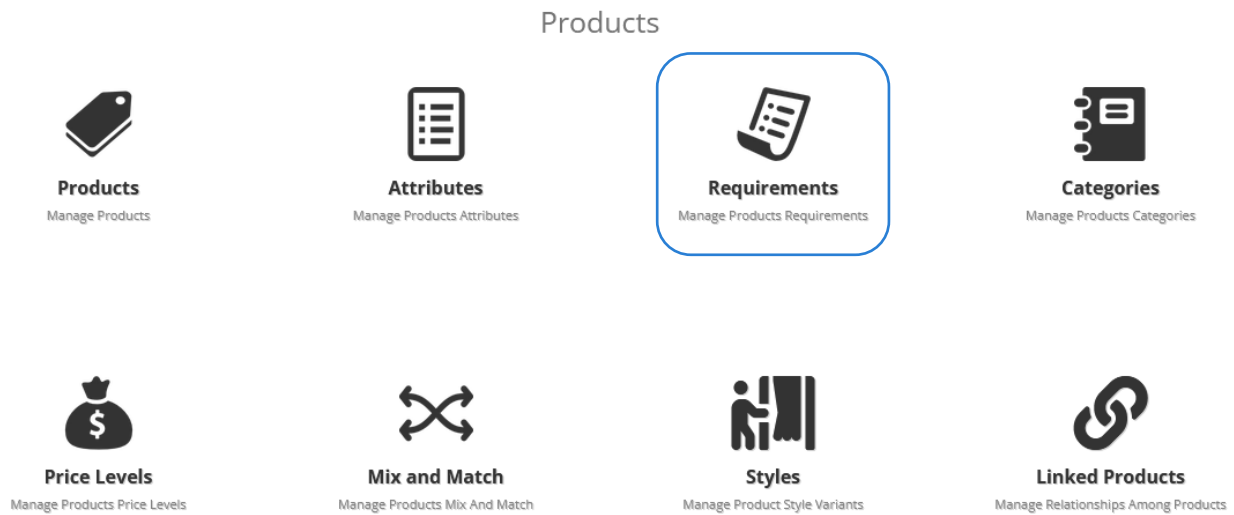 Products
Products
Manage Products
Attributes
Manage Products Attributes
Requirements
Manage Products Requirements
Categories
Manage Products Categories
$
Price Levels
Manage Products Price Levels
Mix and Match
Manage Products Mix And Match
Styles
Manage Product Style Variants
Linked Products
Manage Relationships Among Products